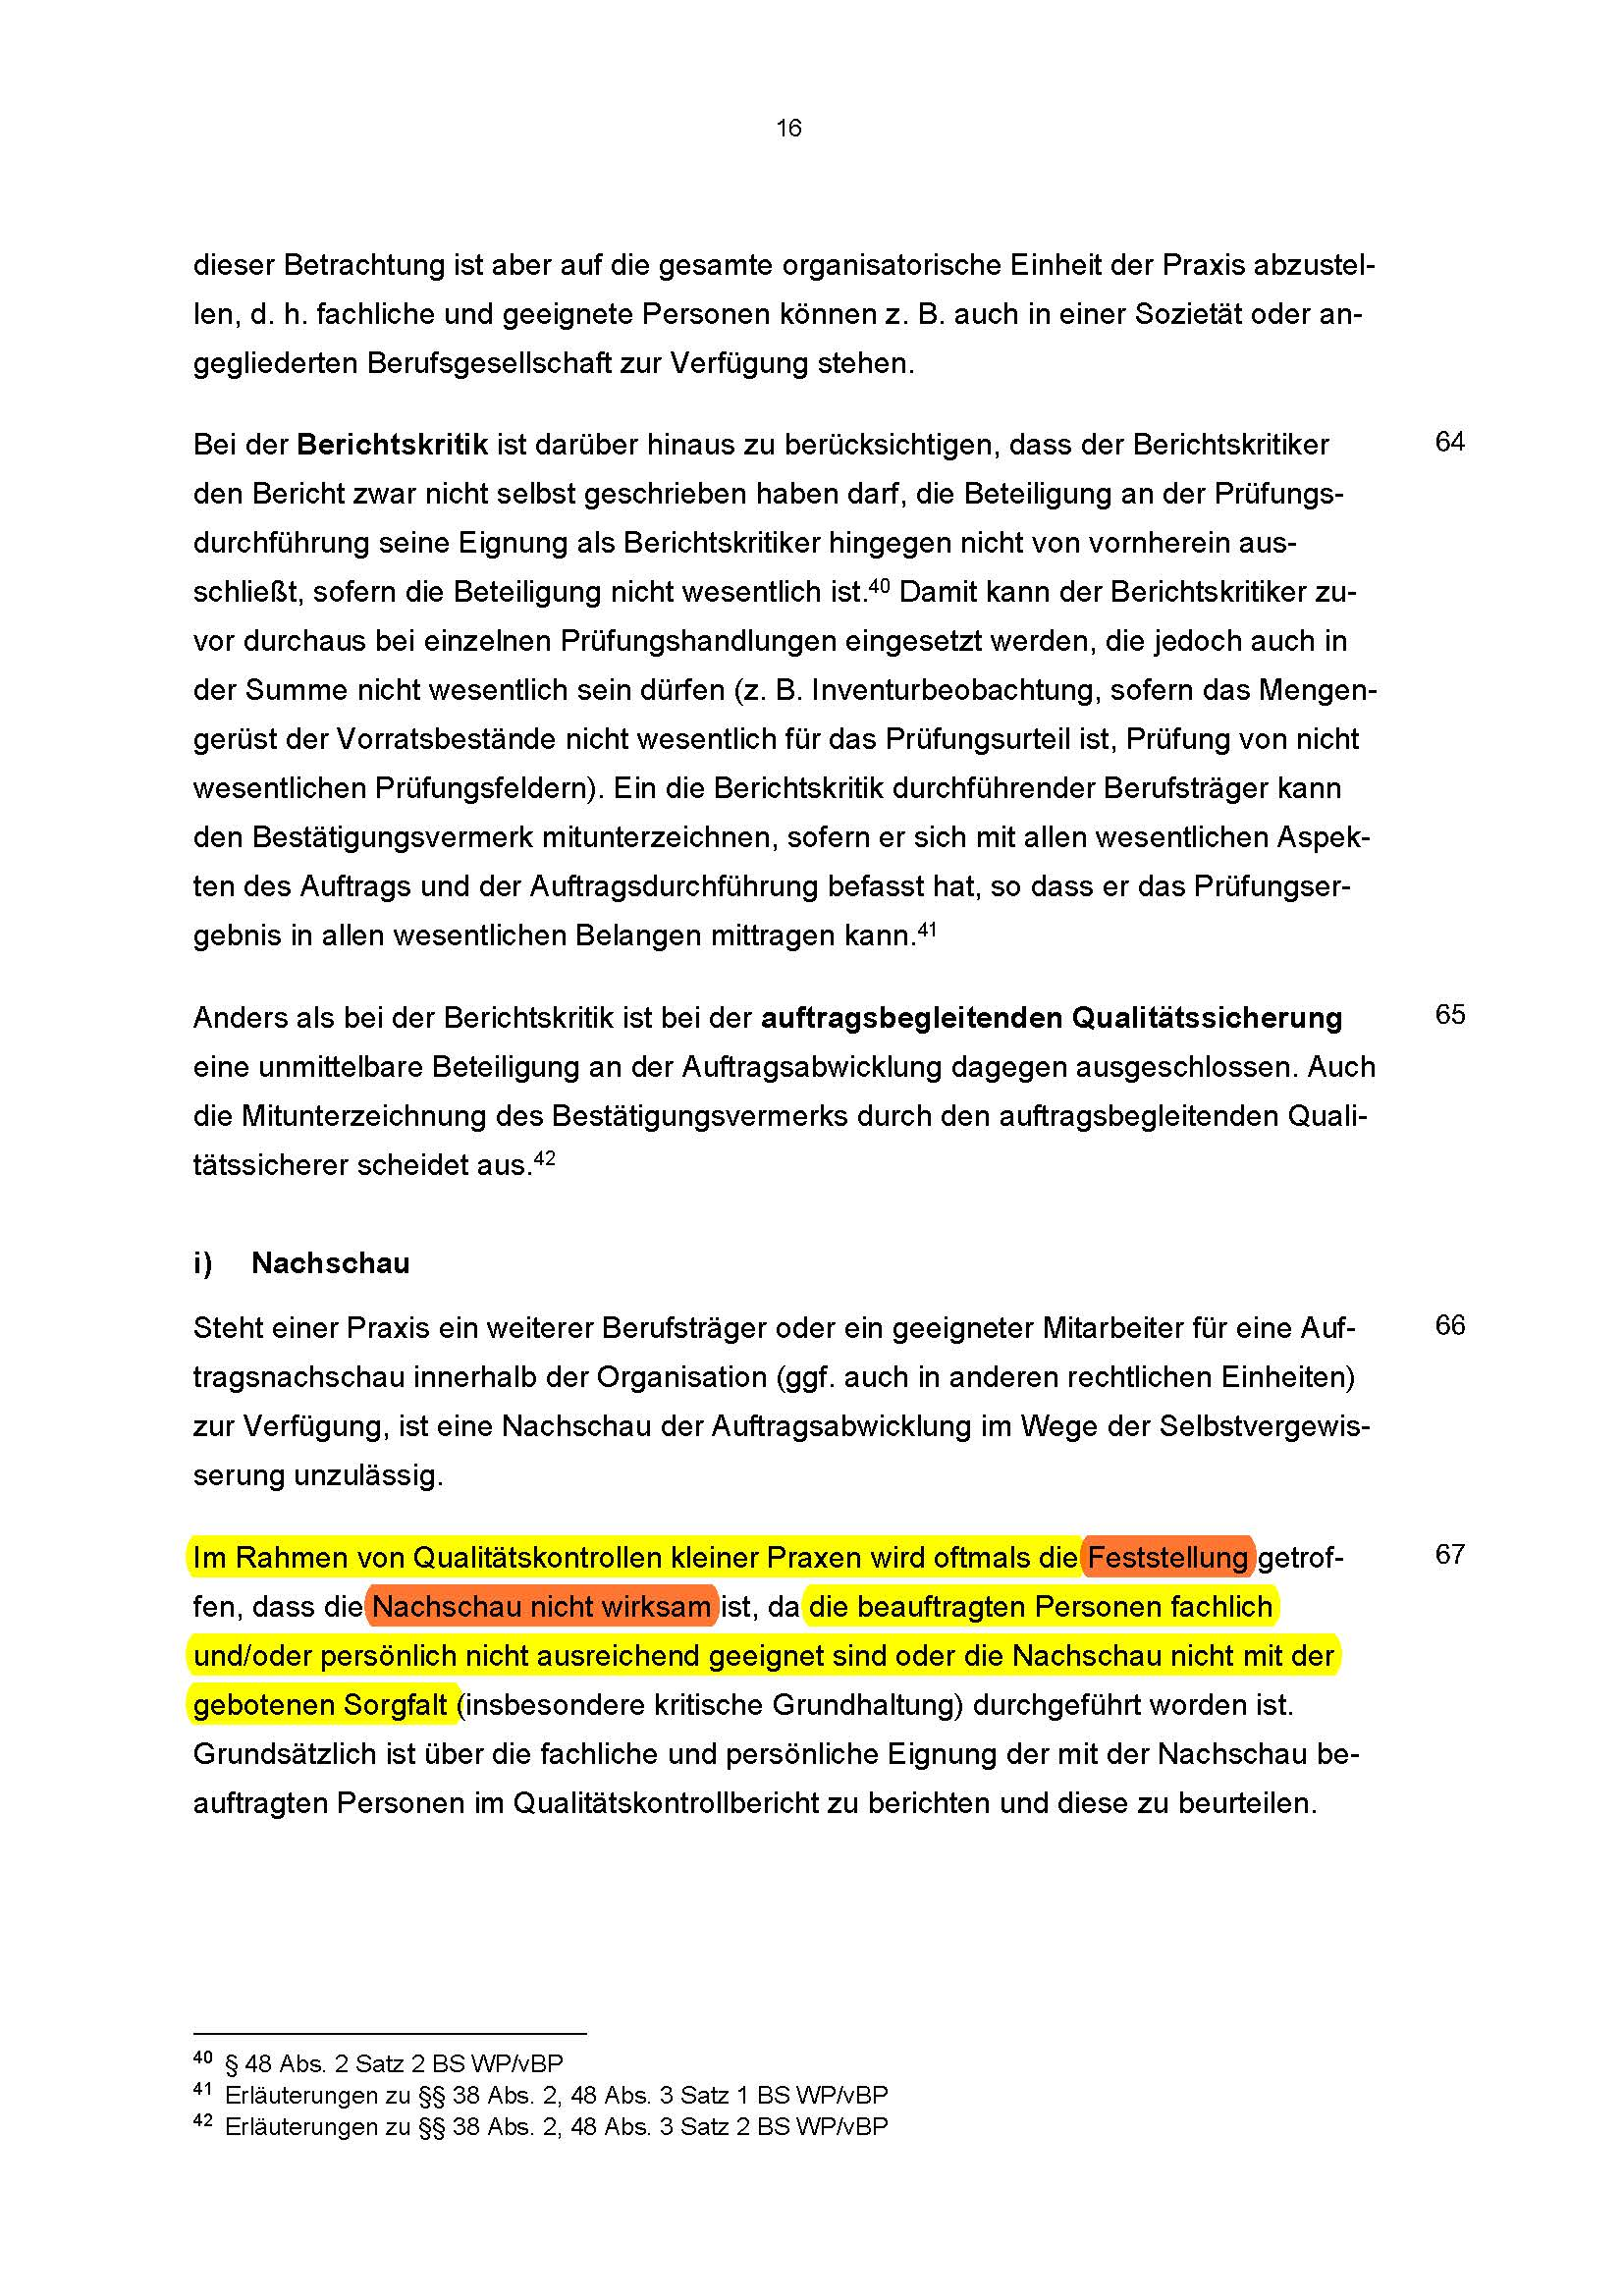 16
dieser Betrachtung ist aber auf die gesamte organisatorische Einheit der Praxis abzustel-
len, d. h. fachliche und geeignete Personen können z. B. auch in einer Sozietät oder an-
gegliederten Berufsgesellschaft zur Verfügung stehen.
Bei der Berichtskritik ist darüber hinaus zu berücksichtigen, dass der Berichtskritiker 64
den Bericht zwar nicht selbst geschrieben haben darf, die Beteiligung an der Prüfungs-
durchführung seine Eignung als Berichtskritiker hingegen nicht von vornherein aus-
schließt, sofern die Beteiligung nicht wesentlich ist.40 Damit kann der Berichtskritiker zu-
vor durchaus bei einzelnen Prüfungshandlungen eingesetzt werden, die jedoch auch in
der Summe nicht wesentlich sein dürfen (z. B. Inventurbeobachtung, sofern das Mengen-
gerüst der Vorratsbestände nicht wesentlich für das Prüfungsurteil ist, Prüfung von nicht
wesentlichen Prüfungsfeldern). Ein die Berichtskritik durchführender Berufsträger kann
den Bestätigungsvermerk mitunterzeichnen, sofern er sich mit allen wesentlichen Aspek-
ten des Auftrags und der Auftragsdurchführung befasst hat, so dass er das Prüfungser-
gebnis in allen wesentlichen Belangen mittragen kann.41
Anders als bei der Berichtskritik ist bei der auftragsbegleitenden Qualitätssicherung 65
eine unmittelbare Beteiligung an der Auftragsabwicklung dagegen ausgeschlossen. Auch
die Mitunterzeichnung des Bestätigungsvermerks durch den auftragsbegleitenden Quali-
tätssicherer scheidet aus.42
i) Nachschau
Steht einer Praxis ein weiterer Berufsträger oder ein geeigneter Mitarbeiter für eine Auf- 66
tragsnachschau innerhalb der Organisation (ggf. auch in anderen rechtlichen Einheiten)
zur Verfügung, ist eine Nachschau der Auftragsabwicklung im Wege der Selbstvergewis-
serung unzulässig.
Im Rahmen von Qualitätskontrollen kleiner Praxen wird oftmals die Feststellung getrof- 67
fen, dass die Nachschau nicht wirksam ist, da die beauftragten Personen fachlich
und/oder persönlich nicht ausreichend geeignet sind oder die Nachschau nicht mit der
gebotenen Sorgfalt (insbesondere kritische Grundhaltung) durchgeführt worden ist.
Grundsätzlich ist über die fachliche und persönliche Eignung der mit der Nachschau be-
auftragten Personen im Qualitätskontrollbericht zu berichten und diese zu beurteilen.
40 § 48 Abs. 2 Satz 2 BS WP/vBP
41 Erläuterungen zu §§ 38 Abs. 2, 48 Abs. 3 Satz 1 BS WP/vBP
42 Erläuterungen zu §§ 38 Abs. 2, 48 Abs. 3 Satz 2 BS WP/vBP